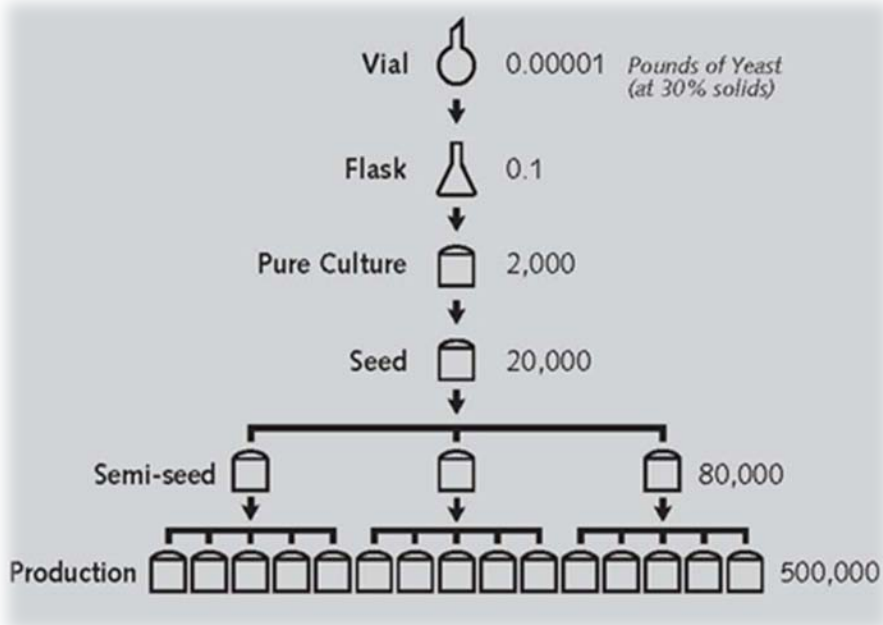 Vial 0.00001 Pounds of Yeast
(at 30% solids)
Flask 0.1
Pure Culture 2,000
Seed 20,000
Semi-seed 80,000
Production 500,000